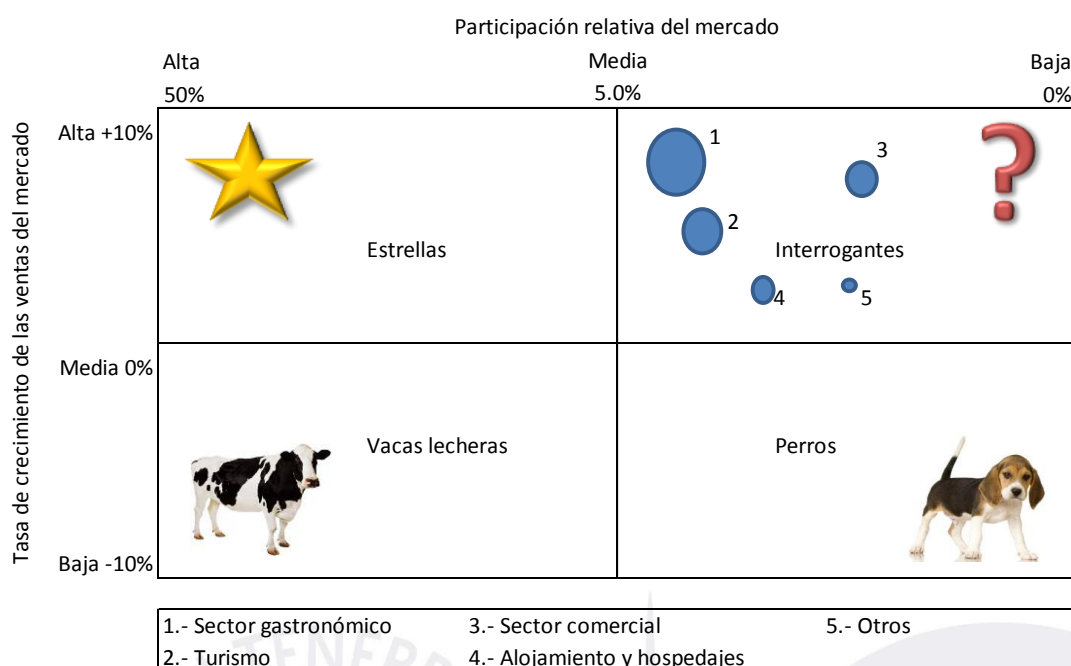 Participación relativa del mercado
Alta Media Baja
50% 5.0% 0%
Tasa de crecimiento de las ventas del mercado
Alta +10%
1
3
2
Estrellas Interrogantes
4 5
Media 0%
Vacas lecheras Perros
Baja -10%
1.- Sector gastronómico 3.- Sector comercial 5.- Otros
2.- Turismo 4.- Alojamiento y hospedajes